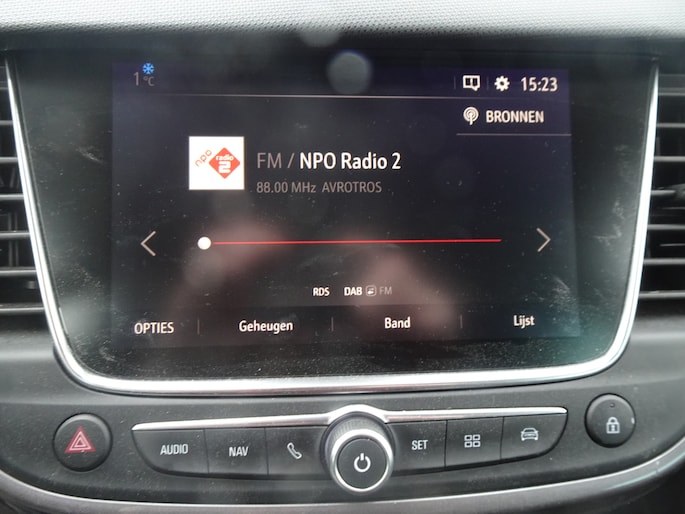 1 °C
15:23
BRONNEN
npo radio 2
FM / NPO Radio 2
88.00 MHz AVROTROS
RDS DAB FM
OPTIES Geheugen Band Lijst
AUDIO NAV SET